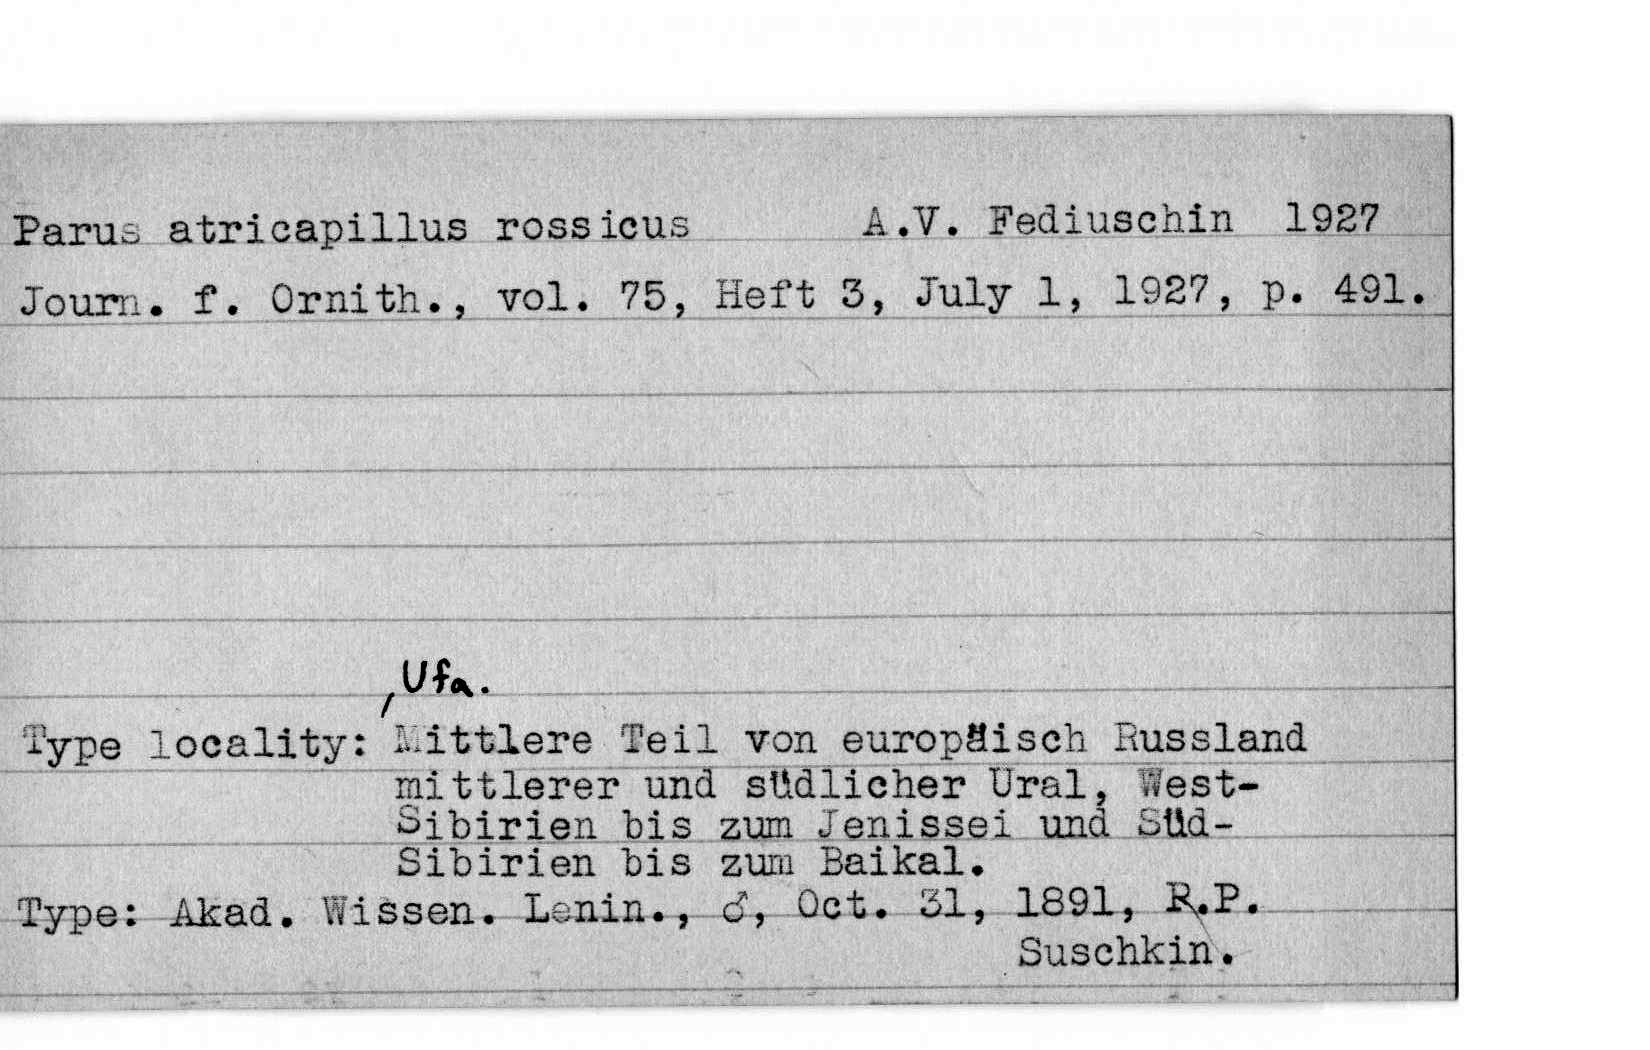 Parus atricapillus rossicus A.V. Fediuschin 1927
Journ. f. Ornith., vol. 75, Heft 3, July 1, 1927, p. 491.
, Ufa.
Type locality: Mittlere Teil von europäisch Russland
mittlerer und südlicher Ural, West-
Sibirien bis zum Jenissei und Süd-
Sibirien bis zum Baikal.
Type: Akad. Wissen. Lenin., ♂, Oct. 31, 1891, R.P.
Suschkin.